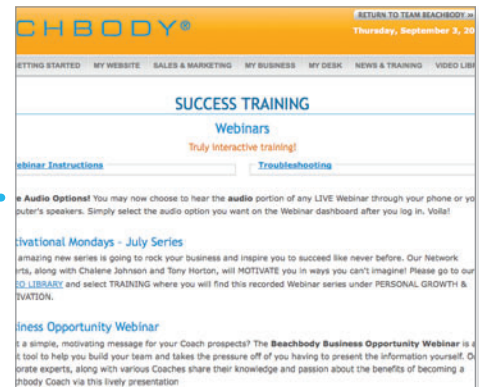 CHBODY®
RETURN TO TEAM BEACHBODY »
Thursday, September 3, 20
ETTING STARTED MY WEBSITE SALES & MARKETING MY BUSINESS MY DESK NEWS & TRAINING VIDEO LIB
SUCCESS TRAINING
Webinars
Truly interactive training!
ebinar Instructions Troubleshooting
e Audio Options! You may now choose to hear the audio portion of any LIVE Webinar through your phone or yo
puter's speakers. Simply select the audio option you want on the Webinar dashboard after you log in. Voila!
tivational Mondays - July Series
amazing new series is going to rock your business and inspire you to succeed like never before. Our Network
rts, along with Chalene Johnson and Tony Horton, will MOTIVATE you in ways you can't imagine! Please go to our
EO LIBRARY and select TRAINING where you will find this recorded Webinar series under PERSONAL GROWTH &
IVATION.
iness Opportunity Webinar
t a simple, motivating message for your Coach prospects? The Beachbody Business Opportunity Webinar is a
t tool to help you build your team and takes the pressure off of you having to present the information yourself. O
orate experts, along with various Coaches share their knowledge and passion about the benefits of becoming a
hbody Coach via this lively presentation